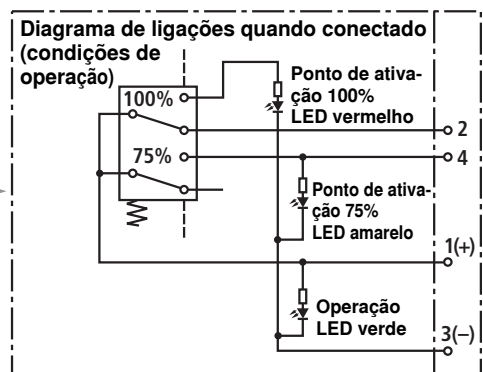 Diagrama de ligações quando conectado
(condições de
operação)
100%
75%
Ponto de ativa-
ção 100%
LED vermelho
2
4
Ponto de ativa-
ção 75%
LED amarelo
1(+)
Operação
LED verde
3(–)